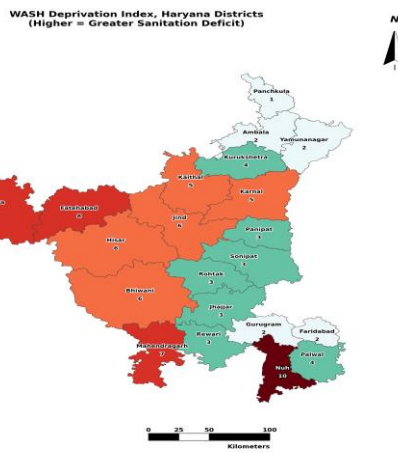 WASH Deprivation Index, Haryana Districts
(Higher = Greater Sanitation Deficit)
N
Panchkula
1
Ambala
2
Yamunanagar
2
Kurukshetra
4
Kaithal
5
Karnal
5
a
Fatehabad
8
Jind
6
Panipat
3
Hisar
6
Sonipat
3
Rohtak
3
Bhiwani
6
Jhajjar
3
Gurugram
2
Faridabad
2
Rewari
3
Mahendragarh
7
Palwal
4
Nuh
10
0 25 50 100
Kilometers